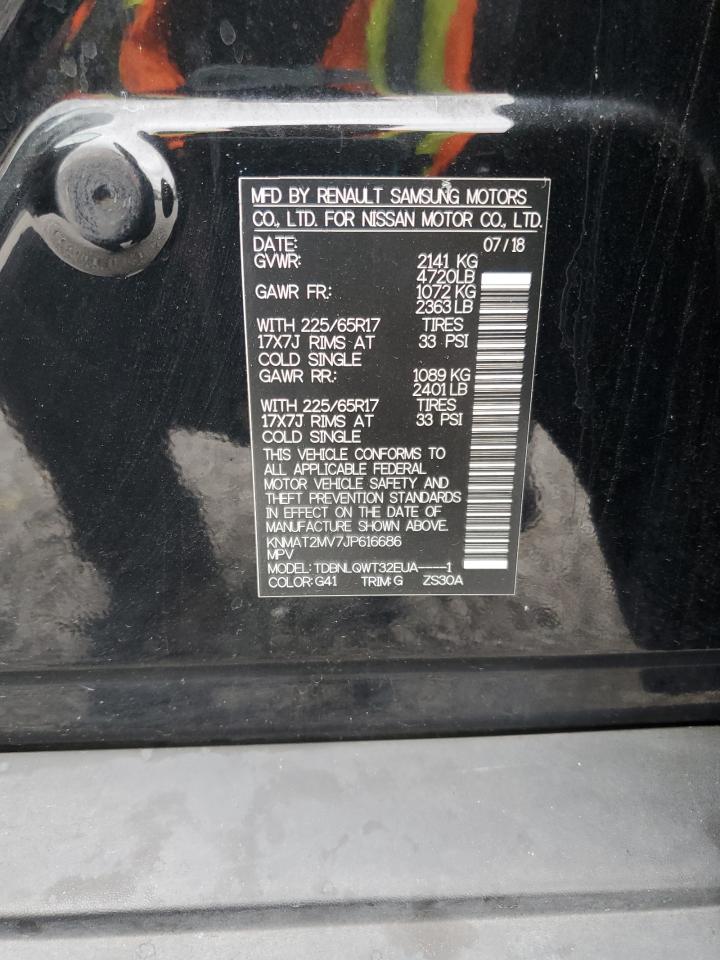 MFD BY RENAULT SAMSUNG MOTORS
CO., LTD. FOR NISSAN MOTOR CO., LTD.
DATE: 07/18
GVWR: 2141 KG
4720LB
GAWR FR.: 1072 KG
2363 LB
WITH 225/65R17 TIRES
17X7J RIMS AT 33 PSI
COLD SINGLE
GAWR RR.: 1089 KG
2401 LB
WITH 225/65R17 TIRES
17X7J RIMS AT 33 PSI
COLD SINGLE
THIS VEHICLE CONFORMS TO
ALL APPLICABLE FEDERAL
MOTOR VEHICLE SAFETY AND
THEFT PREVENTION STANDARDS
IN EFFECT ON THE DATE OF
MANUFACTURE SHOWN ABOVE.
KNMAT2MV7JP616686
MPV
MODEL: TDBNLQWT32EUA----1
COLOR: G41 TRIM: G ZS30A